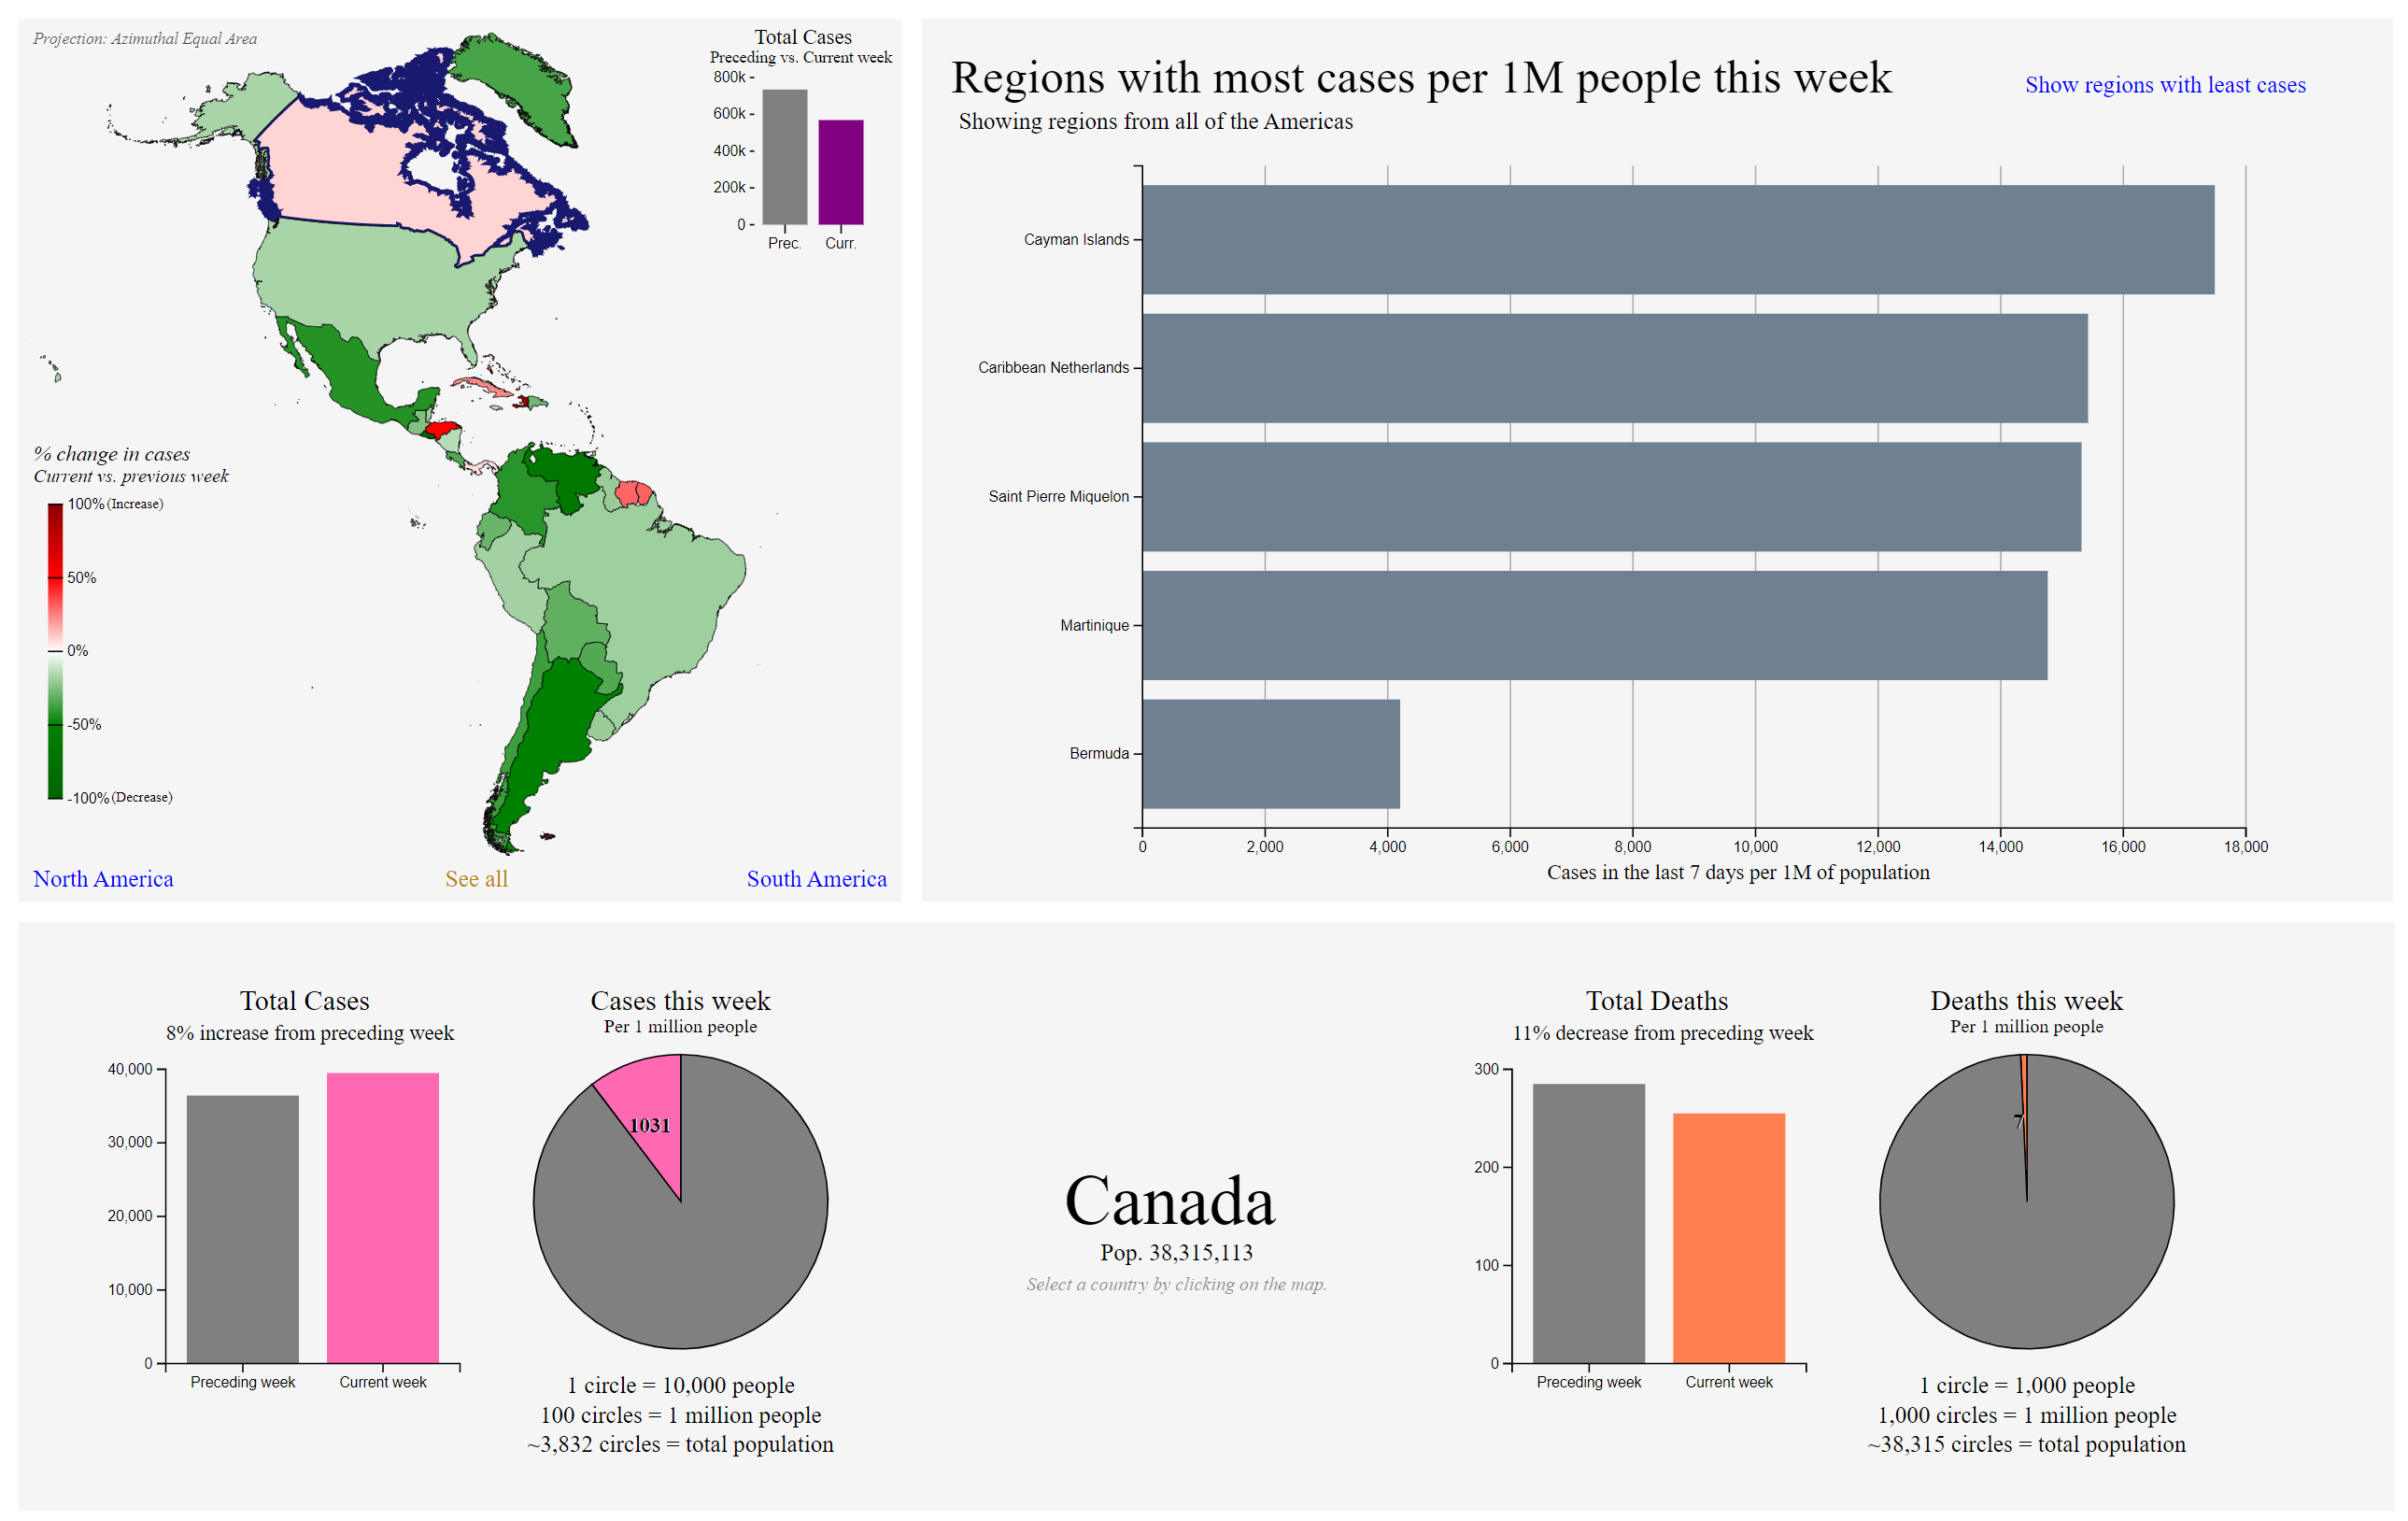 Projection: Azimuthal Equal Area
Total Cases
Preceding vs. Current week
800k
600k
400k
200k
0
Prec. Curr.
% change in cases
Current vs. previous week
100% (Increase)
50%
0%
-50%
-100% (Decrease)
North America See all South America
Regions with most cases per 1M people this week
Show regions with least cases
Showing regions from all of the Americas
Cayman Islands
Caribbean Netherlands
Saint Pierre Miquelon
Martinique
Bermuda
0 2,000 4,000 6,000 8,000 10,000 12,000 14,000 16,000 18,000
Cases in the last 7 days per 1M of population
Total Cases
8% increase from preceding week
40,000
30,000
20,000
10,000
0
Preceding week Current week
Cases this week
Per 1 million people
1031
1 circle = 10,000 people
100 circles = 1 million people
~3,832 circles = total population
Canada
Pop. 38,315,113
Select a country by clicking on the map.
Total Deaths
11% decrease from preceding week
300
200
100
0
Preceding week Current week
Deaths this week
Per 1 million people
7
1 circle = 1,000 people
1,000 circles = 1 million people
~38,315 circles = total population